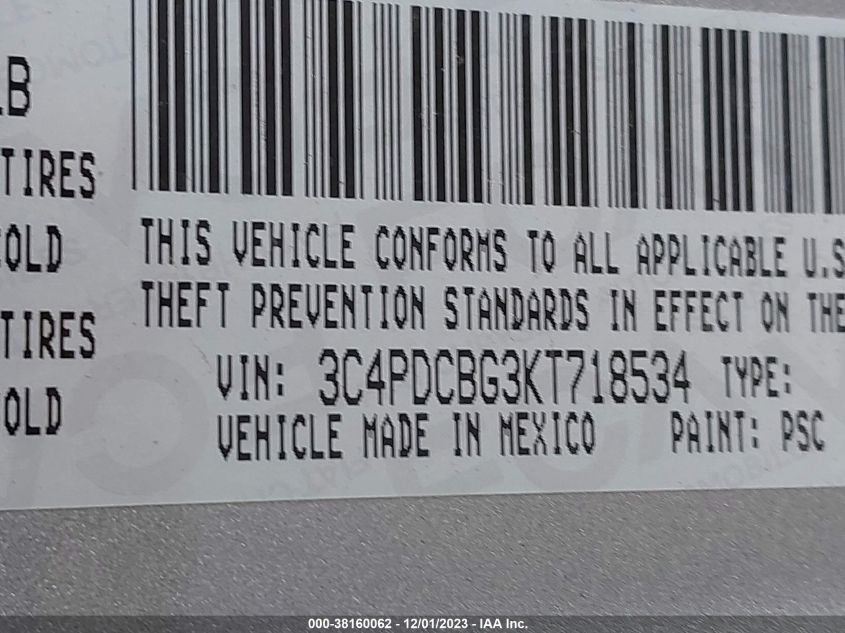 LB
TIRES
COLD
TIRES
OLD
THIS VEHICLE CONFORMS TO ALL APPLICABLE U.S
THEFT PREVENTION STANDARDS IN EFFECT ON THE
VIN: 3C4PDCBG3KT718534 TYPE:
VEHICLE MADE IN MEXICO PAINT: PSC
000-38160062 - 12/01/2023 - IAA Inc.